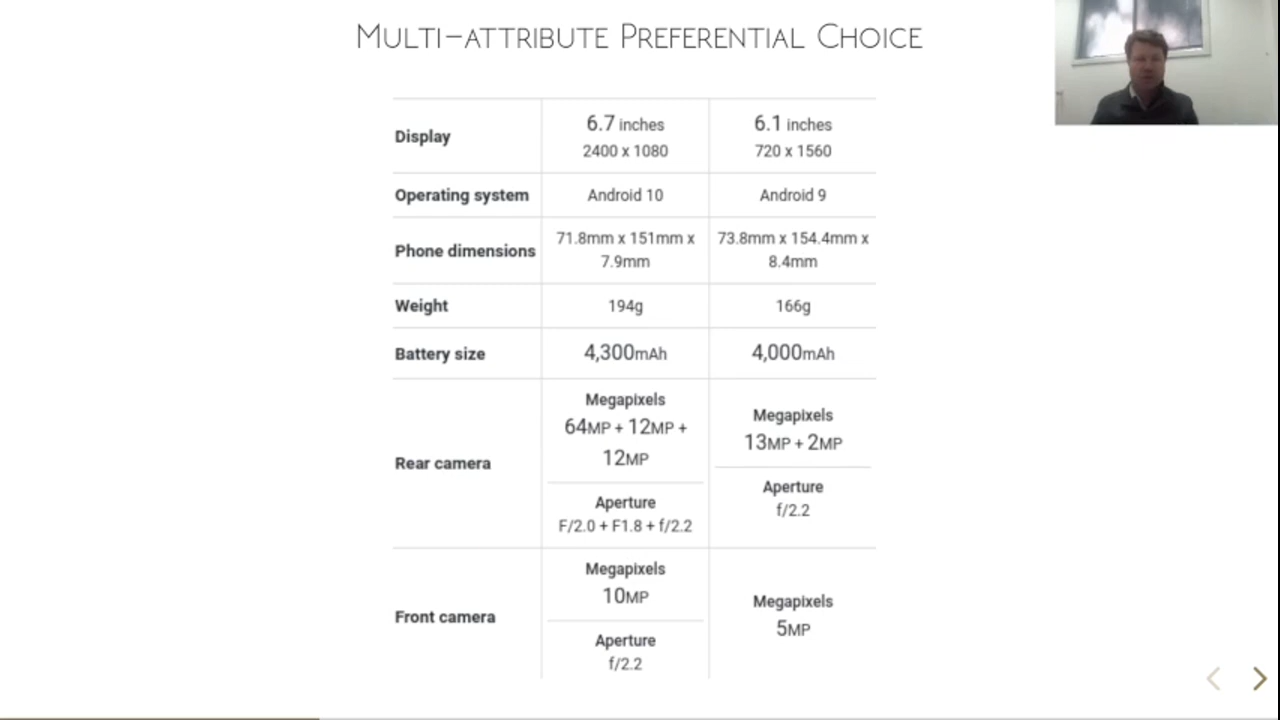 MULTI-ATTRIBUTE PREFERENTIAL CHOICE
Display
6.7 inches
2400 x 1080
6.1 inches
720 x 1560
Operating system
Android 10
Android 9
Phone dimensions
71.8mm x 151mm x
7.9mm
73.8mm x 154.4mm x
8.4mm
Weight
194g
166g
Battery size
4,300mAh
4,000mAh
Rear camera
Megapixels
64MP + 12MP +
12MP
Aperture
F/2.0 + F1.8 + f/2.2
Megapixels
13MP + 2MP
Aperture
f/2.2
Front camera
Megapixels
10MP
Aperture
f/2.2
Megapixels
5MP